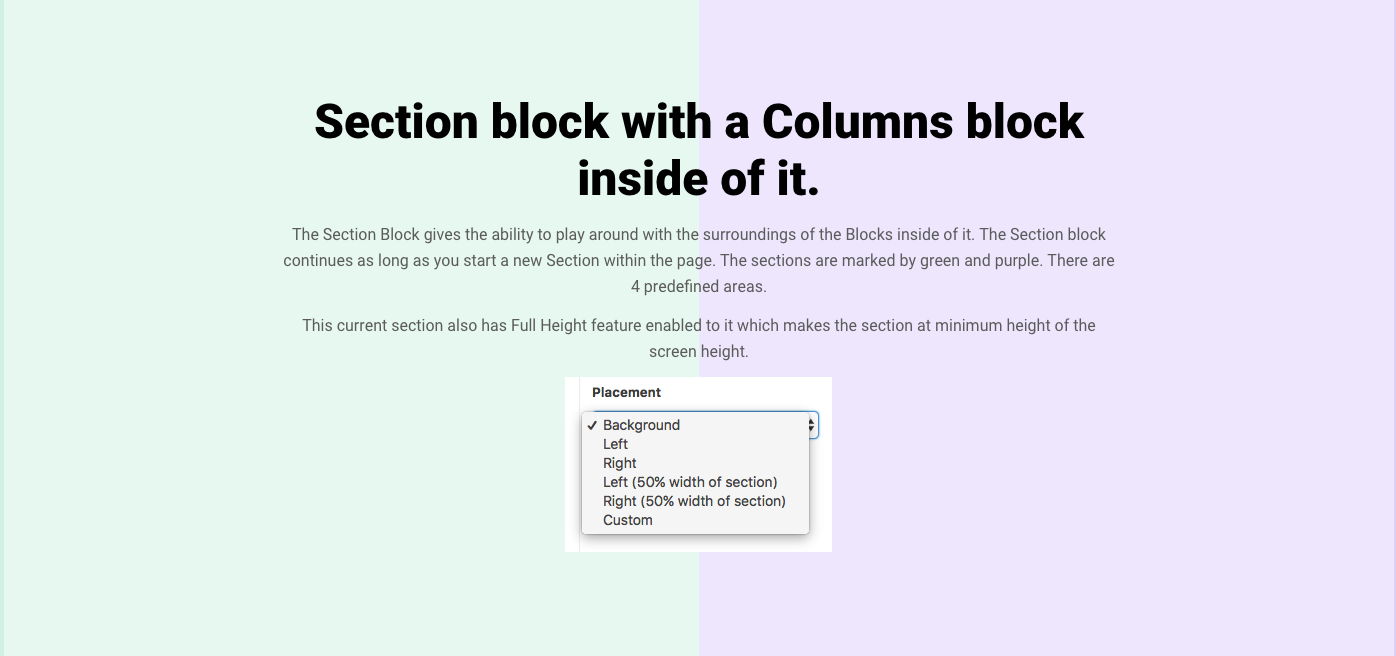 Section block with a Columns block
inside of it.
The Section Block gives the ability to play around with the surroundings of the Blocks inside of it. The Section block
continues as long as you start a new Section within the page. The sections are marked by green and purple. There are
4 predefined areas.
This current section also has Full Height feature enabled to it which makes the section at minimum height of the
screen height.
Placement
✓ Background
Left
Right
Left (50% width of section)
Right (50% width of section)
Custom